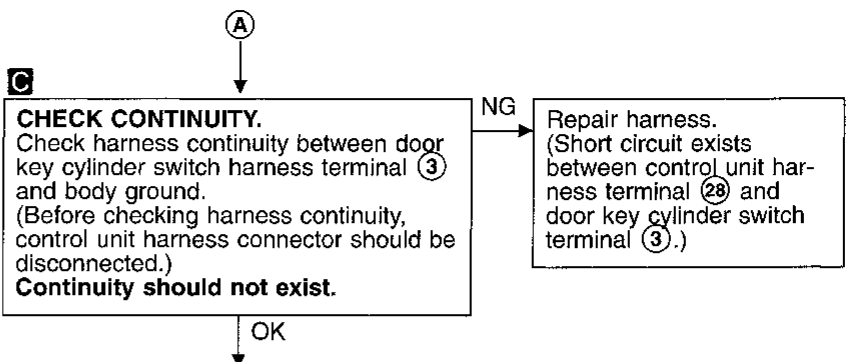 A
C
CHECK CONTINUITY.
Check harness continuity between door
key cylinder switch harness terminal ③
and body ground.
(Before checking harness continuity,
control unit harness connector should be
disconnected.)
Continuity should not exist.
NG
Repair harness.
(Short circuit exists
between control unit har-
ness terminal ㉘ and
door key cylinder switch
terminal ③.)
OK